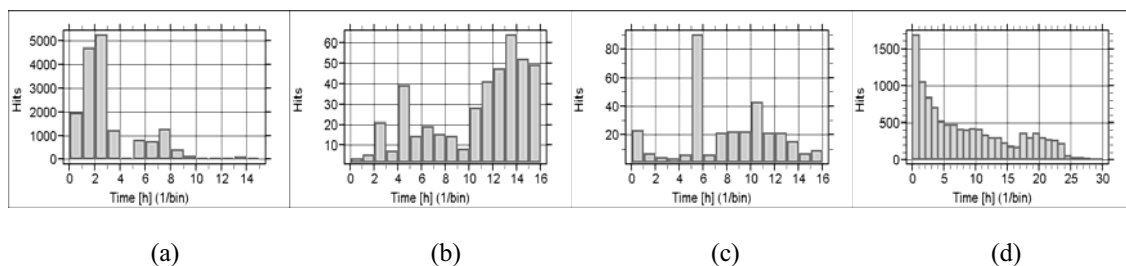 5000
4000
3000
2000
1000
0
Hits
0 2 4 6 8 10 12 14
Time [h] (1/bin)
60
50
40
30
20
10
Hits
0 2 4 6 8 10 12 14 16
Time [h] (1/bin)
80
60
40
20
Hits
0 2 4 6 8 10 12 14 16
Time [h] (1/bin)
1500
1000
500
0
Hits
0 5 10 15 20 25 30
Time [h] (1/bin)
(a) (b) (c) (d)